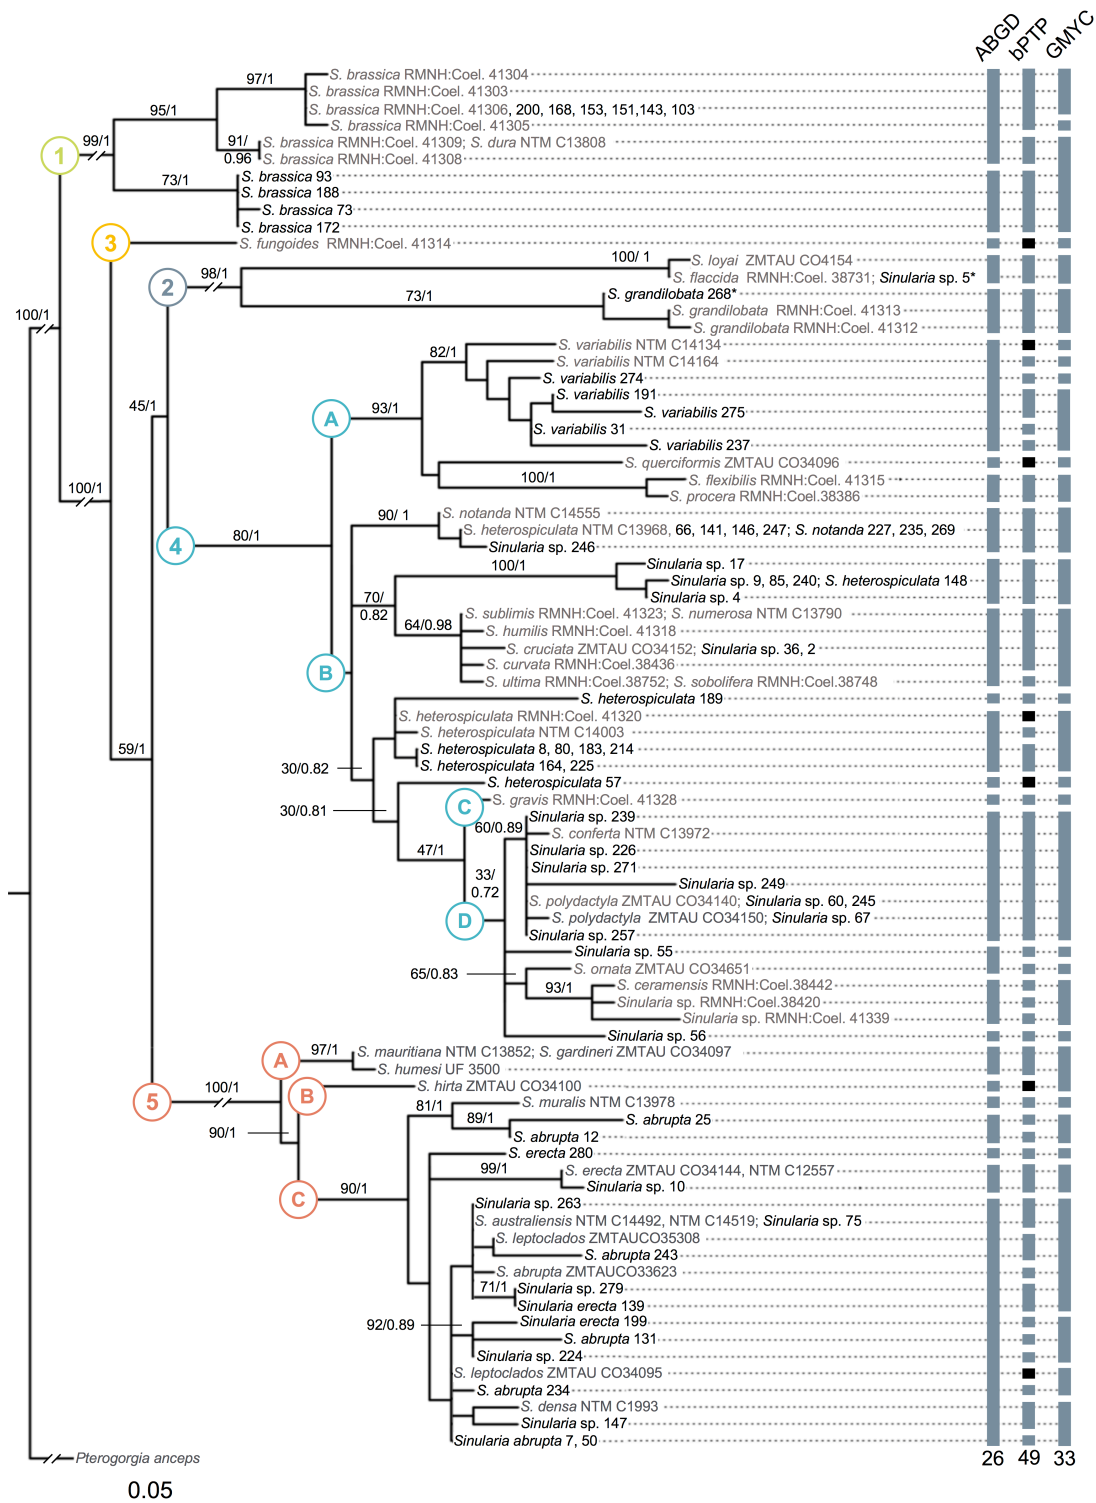 ABGD bPTP GMYC
97/1 S. brassica RMNH:Coel. 41304
S. brassica RMNH:Coel. 41303
95/1 S. brassica RMNH:Coel. 41306, 200, 168, 153, 151,143, 103
S. brassica RMNH:Coel. 41305
99/1 91/ S. brassica RMNH:Coel. 41309; S. dura NTM C13808
1 0.96 S. brassica RMNH:Coel. 41308
73/1 S. brassica 93
S. brassica 188
S. brassica 73
S. brassica 172
3 S. fungoides RMNH:Coel. 41314
100/ 1 S. loyai ZMTAU CO4154
2 98/1 S. flaccida RMNH:Coel. 38731; Sinularia sp. 5*
73/1 S. grandilobata 268*
100/1 S. grandilobata RMNH:Coel. 41313
S. grandilobata RMNH:Coel. 41312
82/1 S. variabilis NTM C14134
S. variabilis NTM C14164
S. variabilis 274
45/1 A 93/1 S. variabilis 191
S. variabilis 275
S. variabilis 31
S. variabilis 237
S. querciformis ZMTAU CO34096
100/1 100/1 S. flexibilis RMNH:Coel. 41315
S. procera RMNH:Coel.38386
90/ 1 S. notanda NTM C14555
4 80/1 S. heterospiculata NTM C13968, 66, 141, 146, 247; S. notanda 227, 235, 269
Sinularia sp. 246
100/1 Sinularia sp. 17
Sinularia sp. 9, 85, 240; S. heterospiculata 148
70/ Sinularia sp. 4
0.82 S. sublimis RMNH:Coel. 41323; S. numerosa NTM C13790
64/0.98 S. humilis RMNH:Coel. 41318
S. cruciata ZMTAU CO34152; Sinularia sp. 36, 2
B S. curvata RMNH:Coel.38436
S. ultima RMNH:Coel.38752; S. sobolifera RMNH:Coel.38748
S. heterospiculata 189
S. heterospiculata RMNH:Coel. 41320
S. heterospiculata NTM C14003
59/1 S. heterospiculata 8, 80, 183, 214
30/0.82 S. heterospiculata 164, 225
S. heterospiculata 57
30/0.81 C S. gravis RMNH:Coel. 41328
Sinularia sp. 239
60/0.89 S. conferta NTM C13972
47/1 Sinularia sp. 226
33/ Sinularia sp. 271
0.72 Sinularia sp. 249
S. polydactyla ZMTAU CO34140; Sinularia sp. 60, 245
D S. polydactyla ZMTAU CO34150; Sinularia sp. 67
Sinularia sp. 257
Sinularia sp. 55
65/0.83 S. ornata ZMTAU CO34651
93/1 S. ceramensis RMNH:Coel.38442
Sinularia sp. RMNH:Coel.38420
Sinularia sp. RMNH:Coel. 41339
Sinularia sp. 56
A 97/1 S. mauritiana NTM C13852; S. gardineri ZMTAU CO34097
S. humesi UF 3500
5 100/1 B S. hirta ZMTAU CO34100
81/1 S. muralis NTM C13978
89/1 S. abrupta 25
90/1 S. abrupta 12
S. erecta 280
99/1 S. erecta ZMTAU CO34144, NTM C12557
C 90/1 Sinularia sp. 10
Sinularia sp. 263
S. australiensis NTM C14492, NTM C14519; Sinularia sp. 75
S. leptoclados ZMTAUCO35308
S. abrupta 243
S. abrupta ZMTAUCO33623
71/1 Sinularia sp. 279
Sinularia erecta 139
92/0.89 Sinularia erecta 199
S. abrupta 131
Sinularia sp. 224
S. leptoclados ZMTAU CO34095
S. abrupta 234
S. densa NTM C1993
Sinularia sp. 147
Sinularia abrupta 7, 50
Pterogorgia anceps 26 49 33
0.05